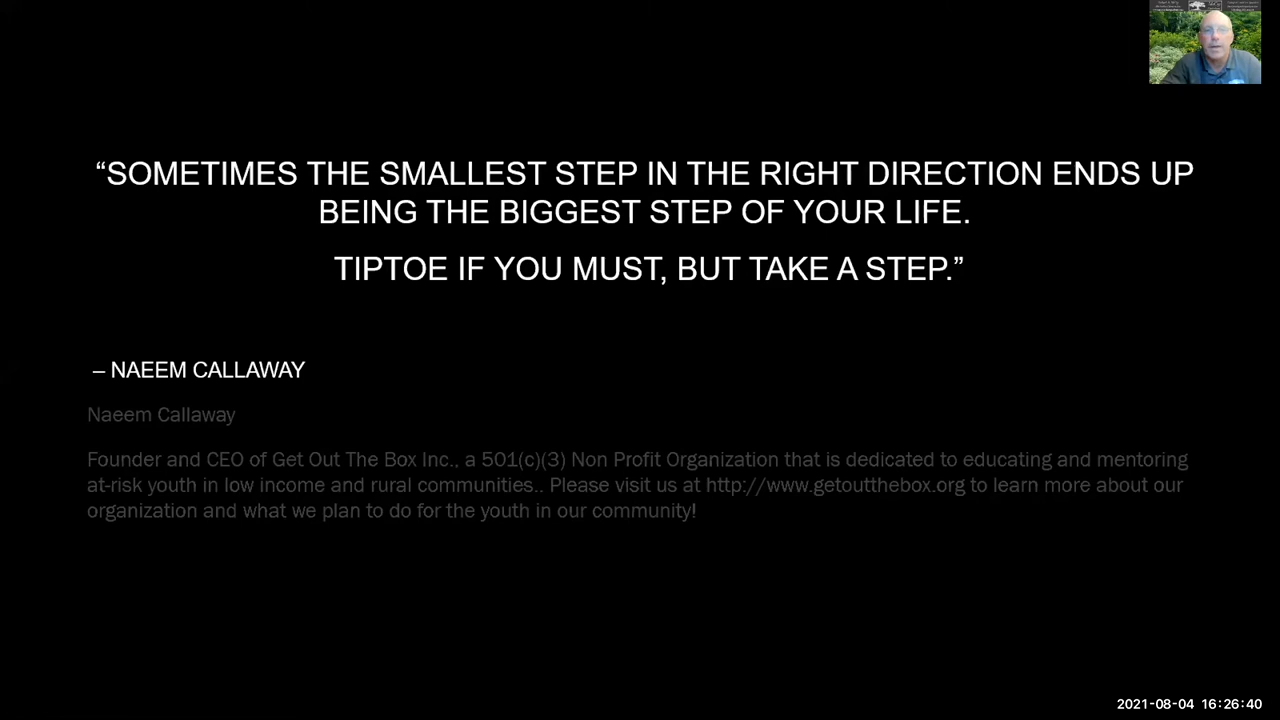 “SOMETIMES THE SMALLEST STEP IN THE RIGHT DIRECTION ENDS UP
BEING THE BIGGEST STEP OF YOUR LIFE.
TIPTOE IF YOU MUST, BUT TAKE A STEP.”
– NAEEM CALLAWAY
Naeem Callaway
Founder and CEO of Get Out The Box Inc., a 501(c)(3) Non Profit Organization that is dedicated to educating and mentoring
at-risk youth in low income and rural communities.. Please visit us at http://www.getoutthebox.org to learn more about our
organization and what we plan to do for the youth in our community!
2021-08-04 16:26:40